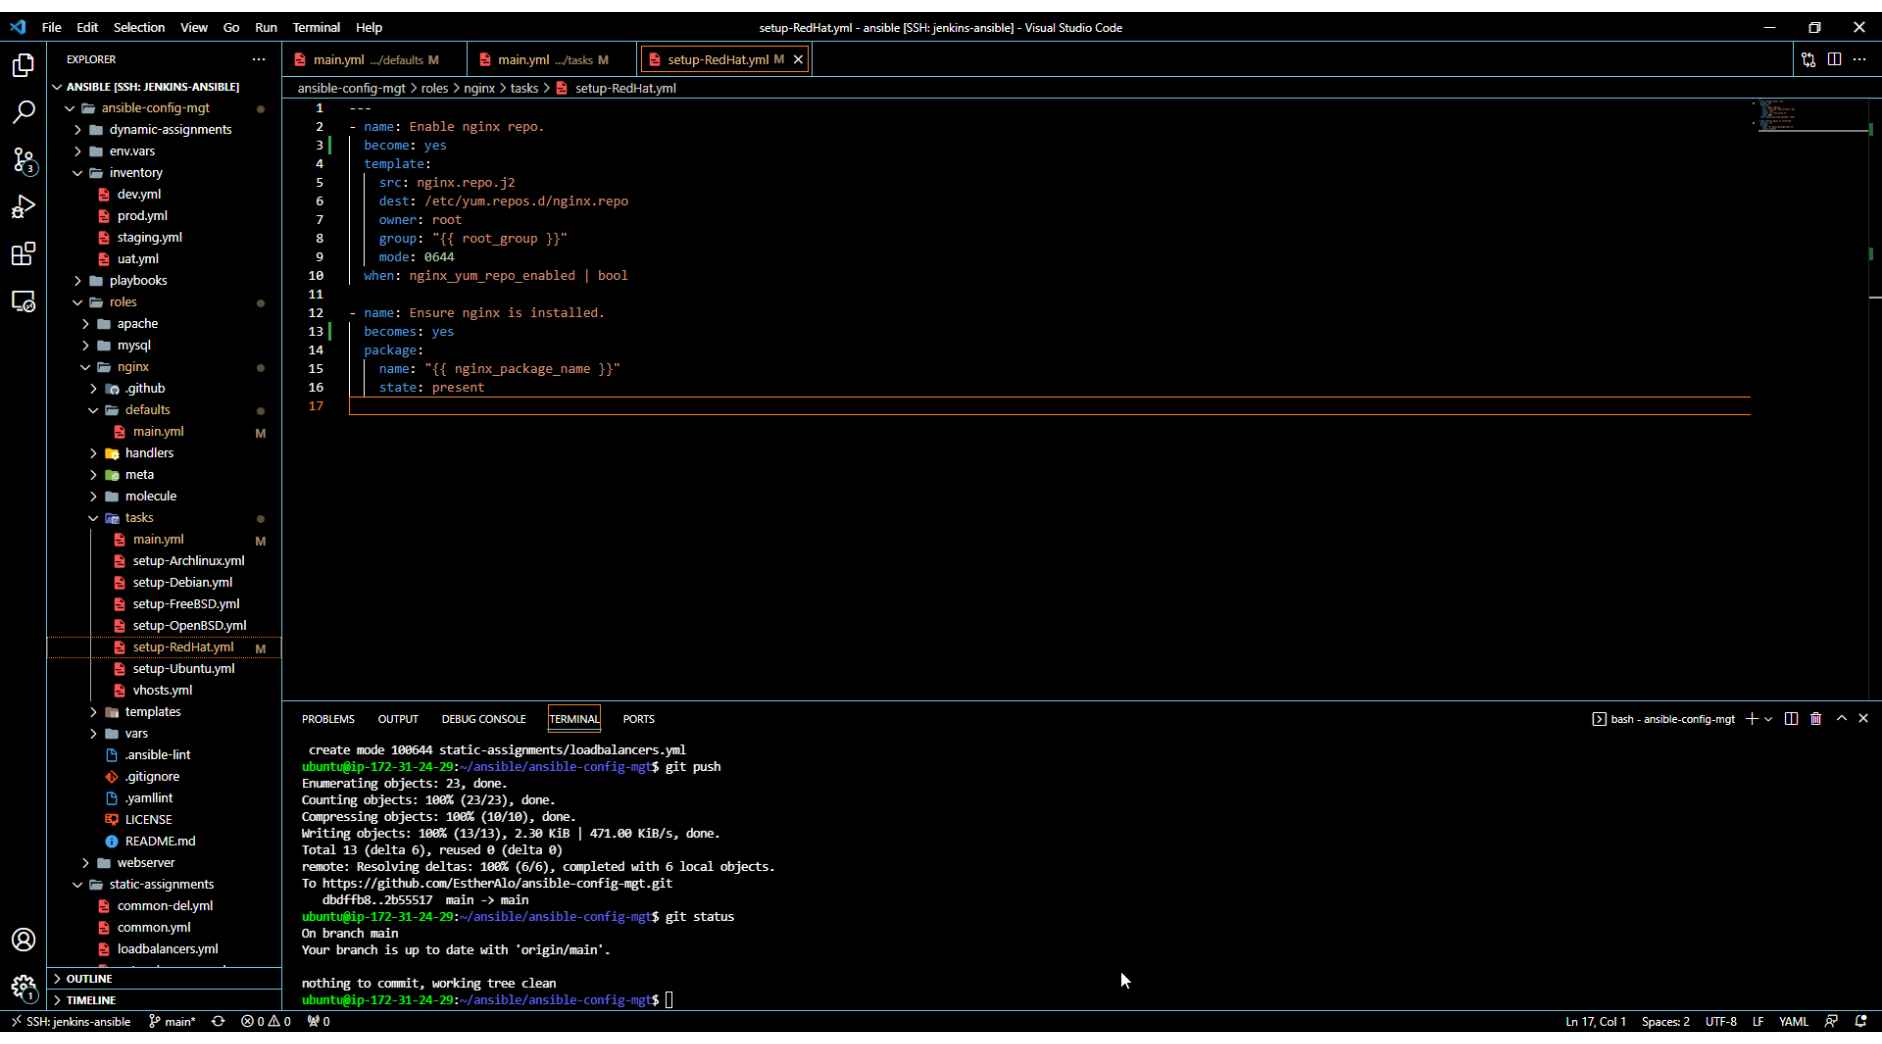 File Edit Selection View Go Run Terminal Help
setup-RedHat.yml - ansible [SSH: jenkins-ansible] - Visual Studio Code
EXPLORER
ANSIBLE [SSH: JENKINS-ANSIBLE]
ansible-config-mgt
dynamic-assignments
env.vars
inventory
dev.yml
prod.yml
staging.yml
uat.yml
playbooks
roles
apache
mysql
nginx
.github
defaults
main.yml M
handlers
meta
molecule
tasks
main.yml M
setup-Archlinux.yml
setup-Debian.yml
setup-FreeBSD.yml
setup-OpenBSD.yml
setup-RedHat.yml M
setup-Ubuntu.yml
vhosts.yml
templates
vars
.ansible-lint
.gitignore
.yamllint
LICENSE
README.md
webserver
static-assignments
common-del.yml
common.yml
loadbalancers.yml
OUTLINE
TIMELINE
3
1
main.yml .../defaults M
main.yml .../tasks M
setup-RedHat.yml M
ansible-config-mgt > roles > nginx > tasks > setup-RedHat.yml
1 ---
2 - name: Enable nginx repo.
3 become: yes
4 template:
5 src: nginx.repo.j2
6 dest: /etc/yum.repos.d/nginx.repo
7 owner: root
8 group: "{{ root_group }}"
9 mode: 0644
10 when: nginx_yum_repo_enabled | bool
11
12 - name: Ensure nginx is installed.
13 becomes: yes
14 package:
15 name: "{{ nginx_package_name }}"
16 state: present
17
PROBLEMS OUTPUT DEBUG CONSOLE TERMINAL PORTS
bash - ansible-config-mgt
create mode 100644 static-assignments/loadbalancers.yml
ubuntu@ip-172-31-24-29:~/ansible/ansible-config-mgt$ git push
Enumerating objects: 23, done.
Counting objects: 100% (23/23), done.
Compressing objects: 100% (10/10), done.
Writing objects: 100% (13/13), 2.30 KiB | 471.00 KiB/s, done.
Total 13 (delta 6), reused 0 (delta 0)
remote: Resolving deltas: 100% (6/6), completed with 6 local objects.
To https://github.com/EstherAlo/ansible-config-mgt.git
dbdffb8..2b55517 main -> main
ubuntu@ip-172-31-24-29:~/ansible/ansible-config-mgt$ git status
On branch main
Your branch is up to date with 'origin/main'.
nothing to commit, working tree clean
ubuntu@ip-172-31-24-29:~/ansible/ansible-config-mgt$
SSH: jenkins-ansible main* 0 0 0
Ln 17, Col 1 Spaces: 2 UTF-8 LF YAML